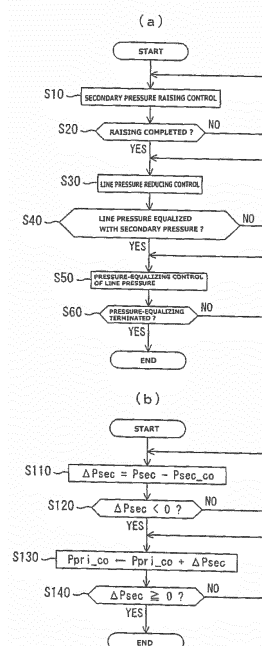 (a)
START
S10
SECONDARY PRESSURE RAISING CONTROL
S20
RAISING COMPLETED ?
NO
YES
S30
LINE PRESSURE REDUCING CONTROL
S40
LINE PRESSURE EQUALIZED
WITH SECONDARY PRESSURE ?
NO
YES
S50
PRESSURE-EQUALIZING CONTROL
OF LINE PRESSURE
S60
PRESSURE-EQUALIZING
TERMINATED ?
NO
YES
END
(b)
START
S110
ΔPsec = Psec − Psec_co
S120
ΔPsec < 0 ?
NO
YES
S130
Ppri_co ← Ppri_co + ΔPsec
S140
ΔPsec ≧ 0 ?
NO
YES
END